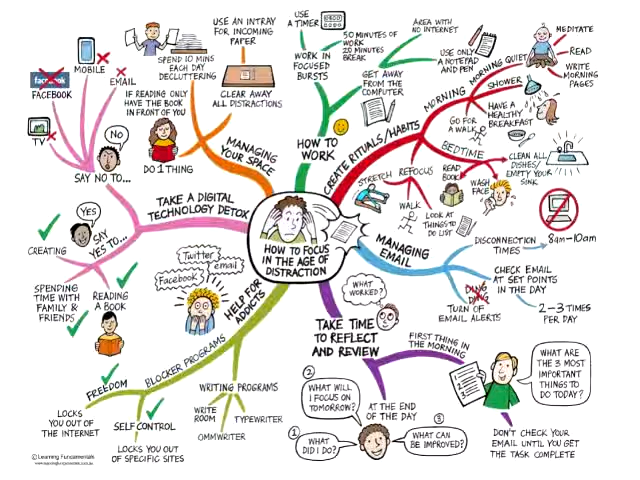 HOW TO FOCUS
IN THE AGE OF
DISTRACTION
HOW TO
WORK
WORK IN
FOCUSED
BURSTS
USE
A TIMER
50 MINUTES OF
WORK
20 MINUTES
BREAK
GET AWAY
FROM THE
COMPUTER
AREA WITH
NO INTERNET
USE ONLY
A NOTEPAD
AND PEN
CREATE RITUALS/HABITS
MORNING
MORNING QUIET
MEDITATE
READ
WRITE
MORNING
PAGES
SHOWER
HAVE A
HEALTHY
BREAKFAST
GO FOR
A WALK
BEDTIME
CLEAN ALL
DISHES/
EMPTY YOUR
SINK
READ
BOOK
WASH
FACE
REFOCUS
STRETCH
WALK
LOOK AT
THINGS TO
DO LIST
MANAGING
EMAIL
DISCONNECTION
TIMES
8am-10am
CHECK EMAIL
AT SET POINTS
IN THE DAY
2-3 TIMES
PER DAY
DING
DING
TURN OF
EMAIL ALERTS
TAKE TIME
TO REFLECT
AND REVIEW
WHAT
WORKED?
FIRST THING IN
THE MORNING
1
2
3
WHAT ARE
THE 3 MOST
IMPORTANT
THINGS TO
DO TODAY?
DON'T CHECK YOUR
EMAIL UNTIL YOU GET
THE TASK COMPLETE
AT THE END
OF THE DAY
1
WHAT
DID I DO?
2
WHAT WILL
I FOCUS ON
TOMORROW?
3
WHAT CAN
BE IMPROVED?
HELP FOR
ADDICTS
Twitter
email
Facebook
BLOCKER PROGRAMS
FREEDOM
LOCKS
YOU OUT OF
THE INTERNET
SELF CONTROL
LOCKS YOU OUT
OF SPECIFIC SITES
WRITING PROGRAMS
WRITE
ROOM
OMMWRITER
TYPEWRITER
TAKE A DIGITAL
TECHNOLOGY DETOX
SAY NO TO...
NO
TV
TV
facebook
FACEBOOK
MOBILE
EMAIL
SAY
YES TO...
YES
CREATING
SPENDING
TIME WITH
FAMILY &
FRIENDS
READING
A BOOK
MANAGING
YOUR SPACE
DO 1 THING
IF READING ONLY
HAVE THE BOOK
IN FRONT OF YOU
SPEND 10 MINS
EACH DAY
DECLUTTERING
CLEAR AWAY
ALL DISTRACTIONS
USE AN INTRAY
FOR INCOMING
PAPER
© Learning Fundamentals
www.learningfundamentals.com.au